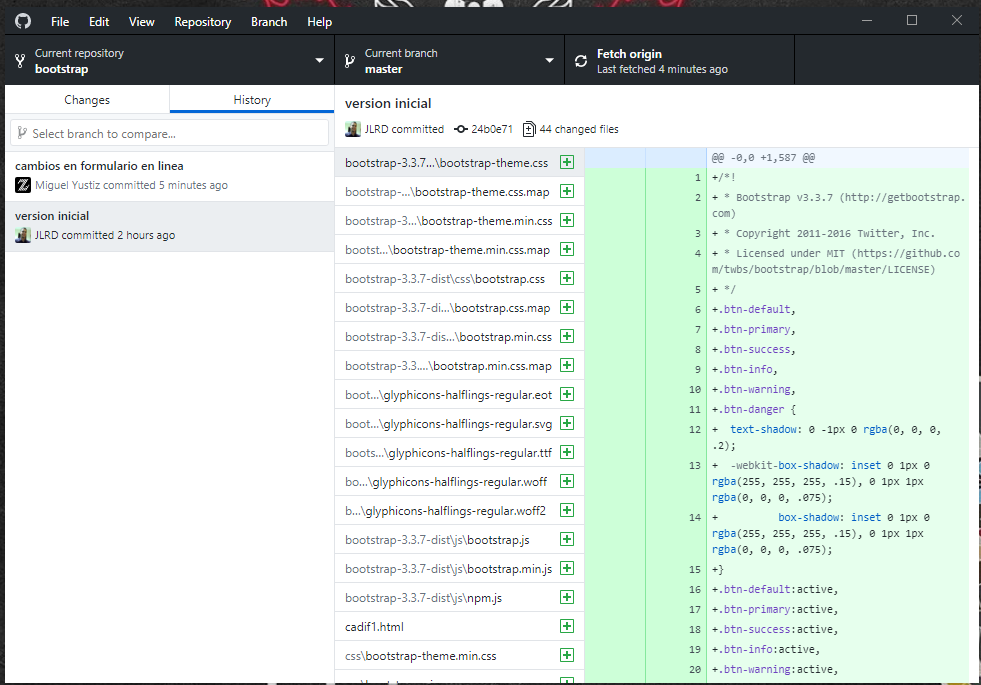 File Edit View Repository Branch Help
Current repository
bootstrap
Current branch
master
Fetch origin
Last fetched 4 minutes ago
Changes
History
Select branch to compare...
cambios en formulario en linea
Miguel Yustiz committed 5 minutes ago
version inicial
JLRD committed 2 hours ago
version inicial
JLRD committed 24b0e71 44 changed files
bootstrap-3.3.7...\bootstrap-theme.css
bootstrap-...\bootstrap-theme.css.map
bootstrap-3...\bootstrap-theme.min.css
bootst...\bootstrap-theme.min.css.map
bootstrap-3.3.7-dist\css\bootstrap.css
bootstrap-3.3.7-di...\bootstrap.css.map
bootstrap-3.3.7-dis...\bootstrap.min.css
bootstrap-3.3....\bootstrap.min.css.map
boot...\glyphicons-halflings-regular.eot
boot...\glyphicons-halflings-regular.svg
boots...\glyphicons-halflings-regular.ttf
bo...\glyphicons-halflings-regular.woff
b...\glyphicons-halflings-regular.woff2
bootstrap-3.3.7-dist\js\bootstrap.js
bootstrap-3.3.7-dist\js\bootstrap.min.js
bootstrap-3.3.7-dist\js\npm.js
cadif1.html
css\bootstrap-theme.min.css
@@ -0,0 +1,587 @@
1 +/*!
2 + * Bootstrap v3.3.7 (http://getbootstrap.
com)
3 + * Copyright 2011-2016 Twitter, Inc.
4 + * Licensed under MIT (https://github.co
m/twbs/bootstrap/blob/master/LICENSE)
5 + */
6 +.btn-default,
7 +.btn-primary,
8 +.btn-success,
9 +.btn-info,
10 +.btn-warning,
11 +.btn-danger {
12 +  text-shadow: 0 -1px 0 rgba(0, 0, 0,
.2);
13 +  -webkit-box-shadow: inset 0 1px 0
rgba(255, 255, 255, .15), 0 1px 1px
rgba(0, 0, 0, .075);
14 +          box-shadow: inset 0 1px 0
rgba(255, 255, 255, .15), 0 1px 1px
rgba(0, 0, 0, .075);
15 +}
16 +.btn-default:active,
17 +.btn-primary:active,
18 +.btn-success:active,
19 +.btn-info:active,
20 +.btn-warning:active,